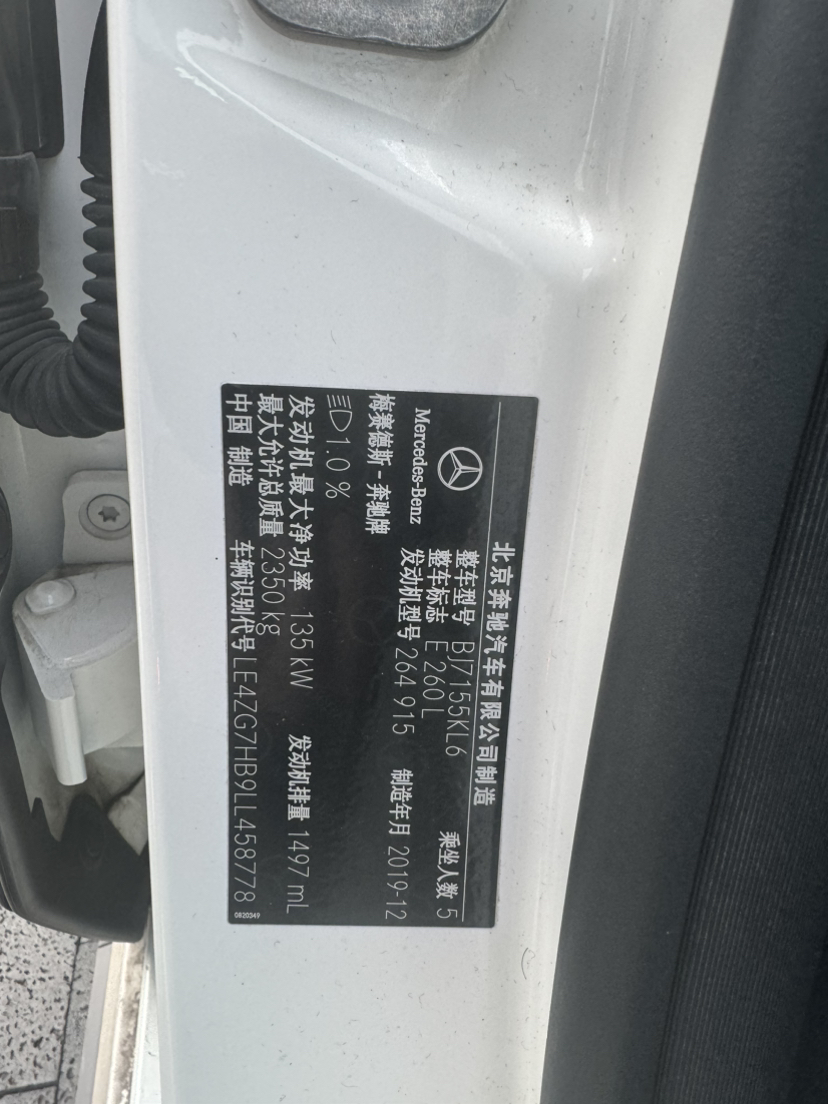 北京奔驰汽车有限公司制造
Mercedes-Benz
梅赛德斯-奔驰牌
整车型号 BJ7155KL6 乘坐人数 5
整车标志 E 260 L
发动机型号 264 915 制造年月 2019-12
1.0 %
发动机最大净功率 135 kW 发动机排量 1497 mL
最大允许总质量 2350 kg
中国 制造 车辆识别代号 LE4ZG7HB9LL458778
0820349